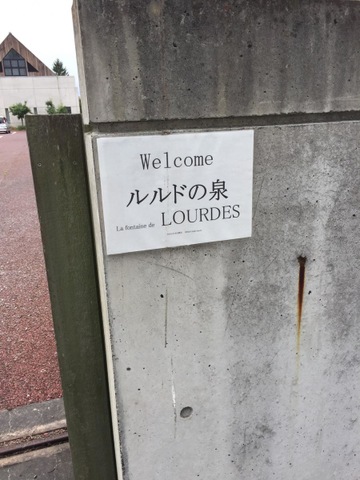 Welcome
ルルドの泉
La fontaine de LOURDES